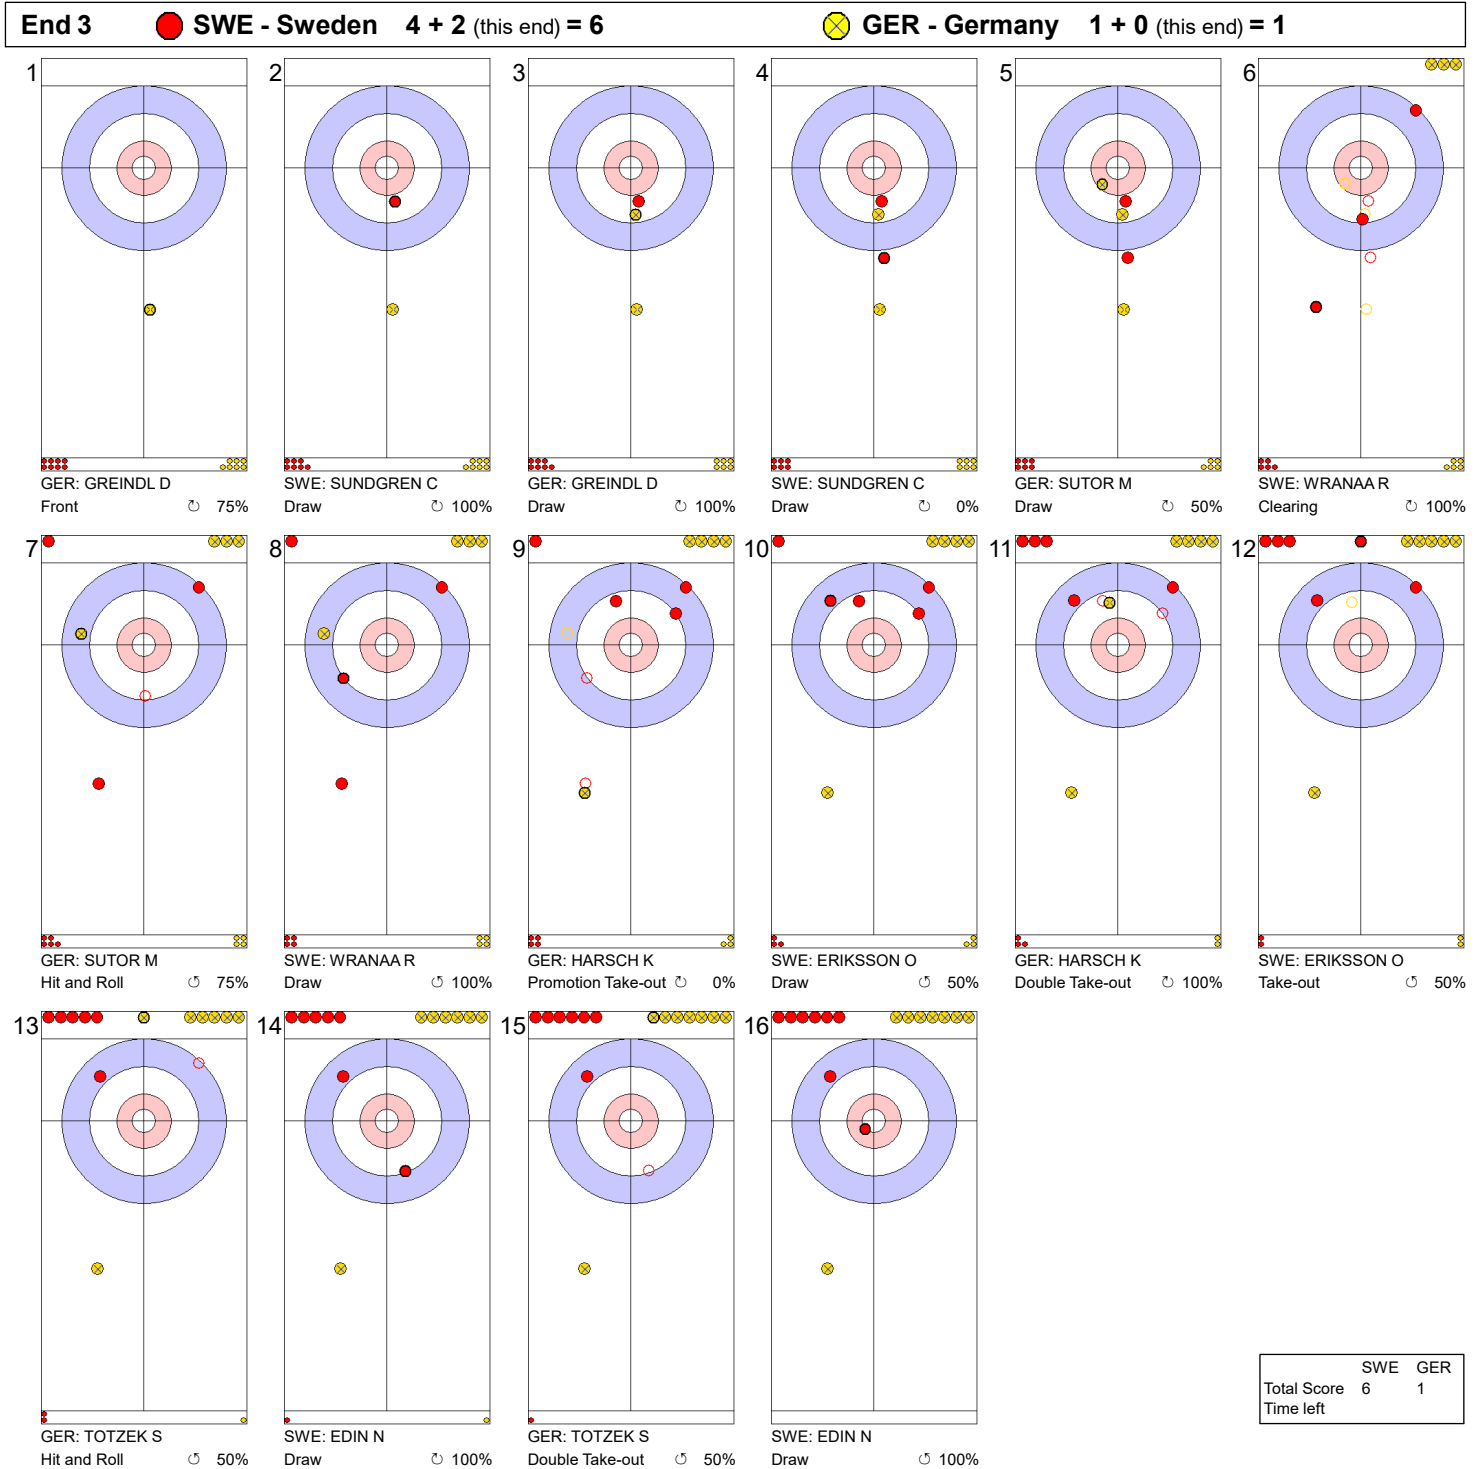 End 3 SWE - Sweden 4 + 2 (this end) = 6 GER - Germany 1 + 0 (this end) = 1
1 2 3 4 5 6
GER: GREINDL D SWE: SUNDGREN C GER: GREINDL D SWE: SUNDGREN C GER: SUTOR M SWE: WRANAA R
Front ↻ 75% Draw ↻ 100% Draw ↻ 100% Draw ↻ 0% Draw ↻ 50% Clearing ↻ 100%
7 8 9 10 11 12
GER: SUTOR M SWE: WRANAA R GER: HARSCH K SWE: ERIKSSON O GER: HARSCH K SWE: ERIKSSON O
Hit and Roll ↺ 75% Draw ↺ 100% Promotion Take-out ↻ 0% Draw ↺ 50% Double Take-out ↻ 100% Take-out ↺ 50%
13 14 15 16
SWE GER
Total Score 6 1
Time left
GER: TOTZEK S SWE: EDIN N GER: TOTZEK S SWE: EDIN N
Hit and Roll ↺ 50% Draw ↺ 100% Double Take-out ↺ 50% Draw ↺ 100%